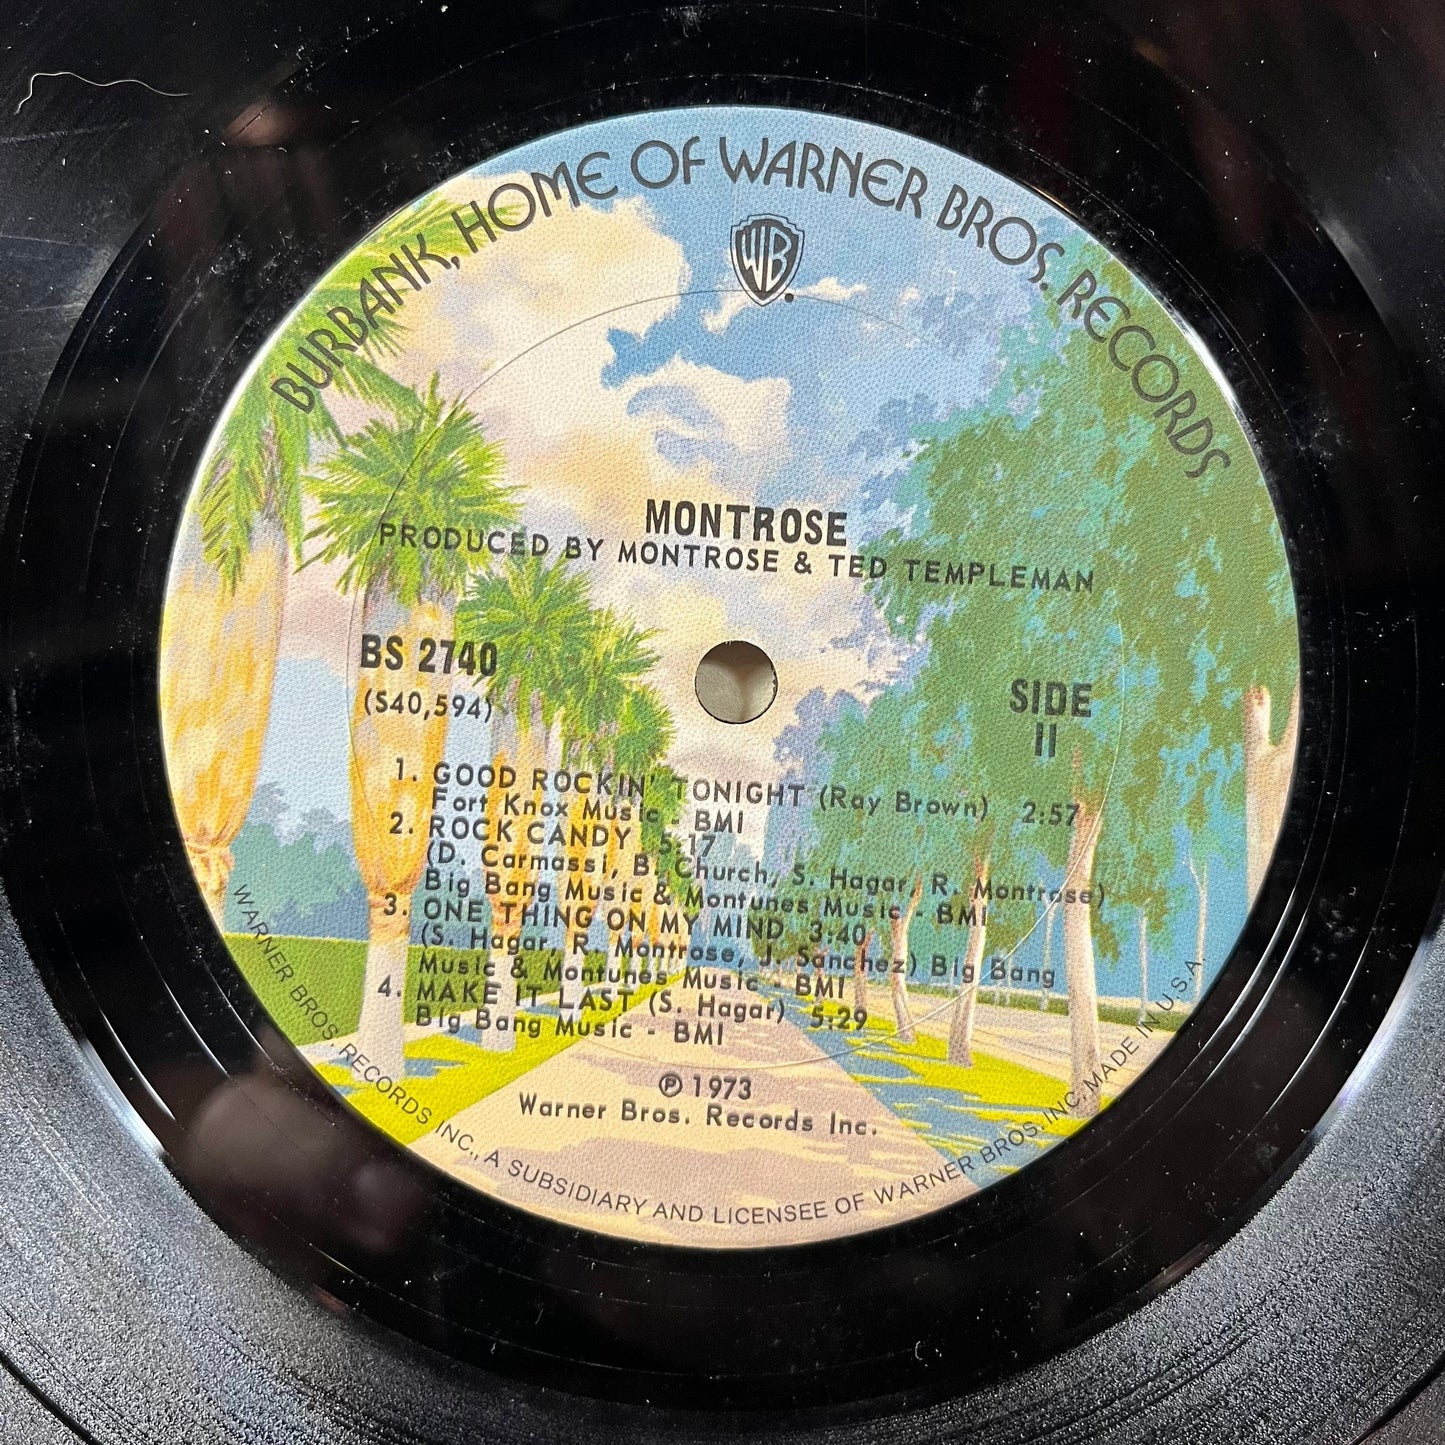 BURBANK, HOME OF WARNER BROS. RECORDS
WB
MONTROSE
PRODUCED BY MONTROSE & TED TEMPLEMAN
BS 2740
(S40,594)
SIDE
II
1. GOOD ROCKIN' TONIGHT (Ray Brown) 2:57
Fort Knox Music - BMI
2. ROCK CANDY 5:17
(D. Carmassi, B. Church, S. Hagar, R. Montrose)
Big Bang Music & Montunes Music - BMI
3. ONE THING ON MY MIND 3:40
(S. Hagar, R. Montrose, J. Sanchez) Big Bang
Music & Montunes Music - BMI
4. MAKE IT LAST (S. Hagar) 5:29
Big Bang Music - BMI
℗ 1973
Warner Bros. Records Inc.
WARNER BROS. RECORDS INC., A SUBSIDIARY AND LICENSEE OF WARNER BROS. INC. MADE IN U.S.A.